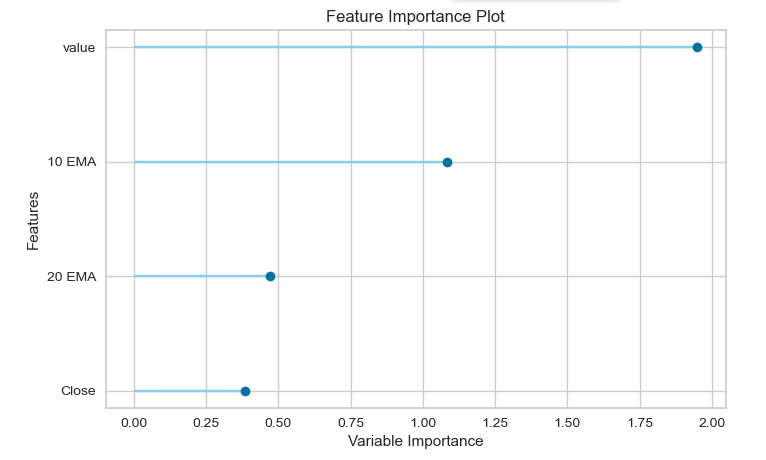 Feature Importance Plot
value
10 EMA
20 EMA
Close
Features
0.00 0.25 0.50 0.75 1.00 1.25 1.50 1.75 2.00
Variable Importance